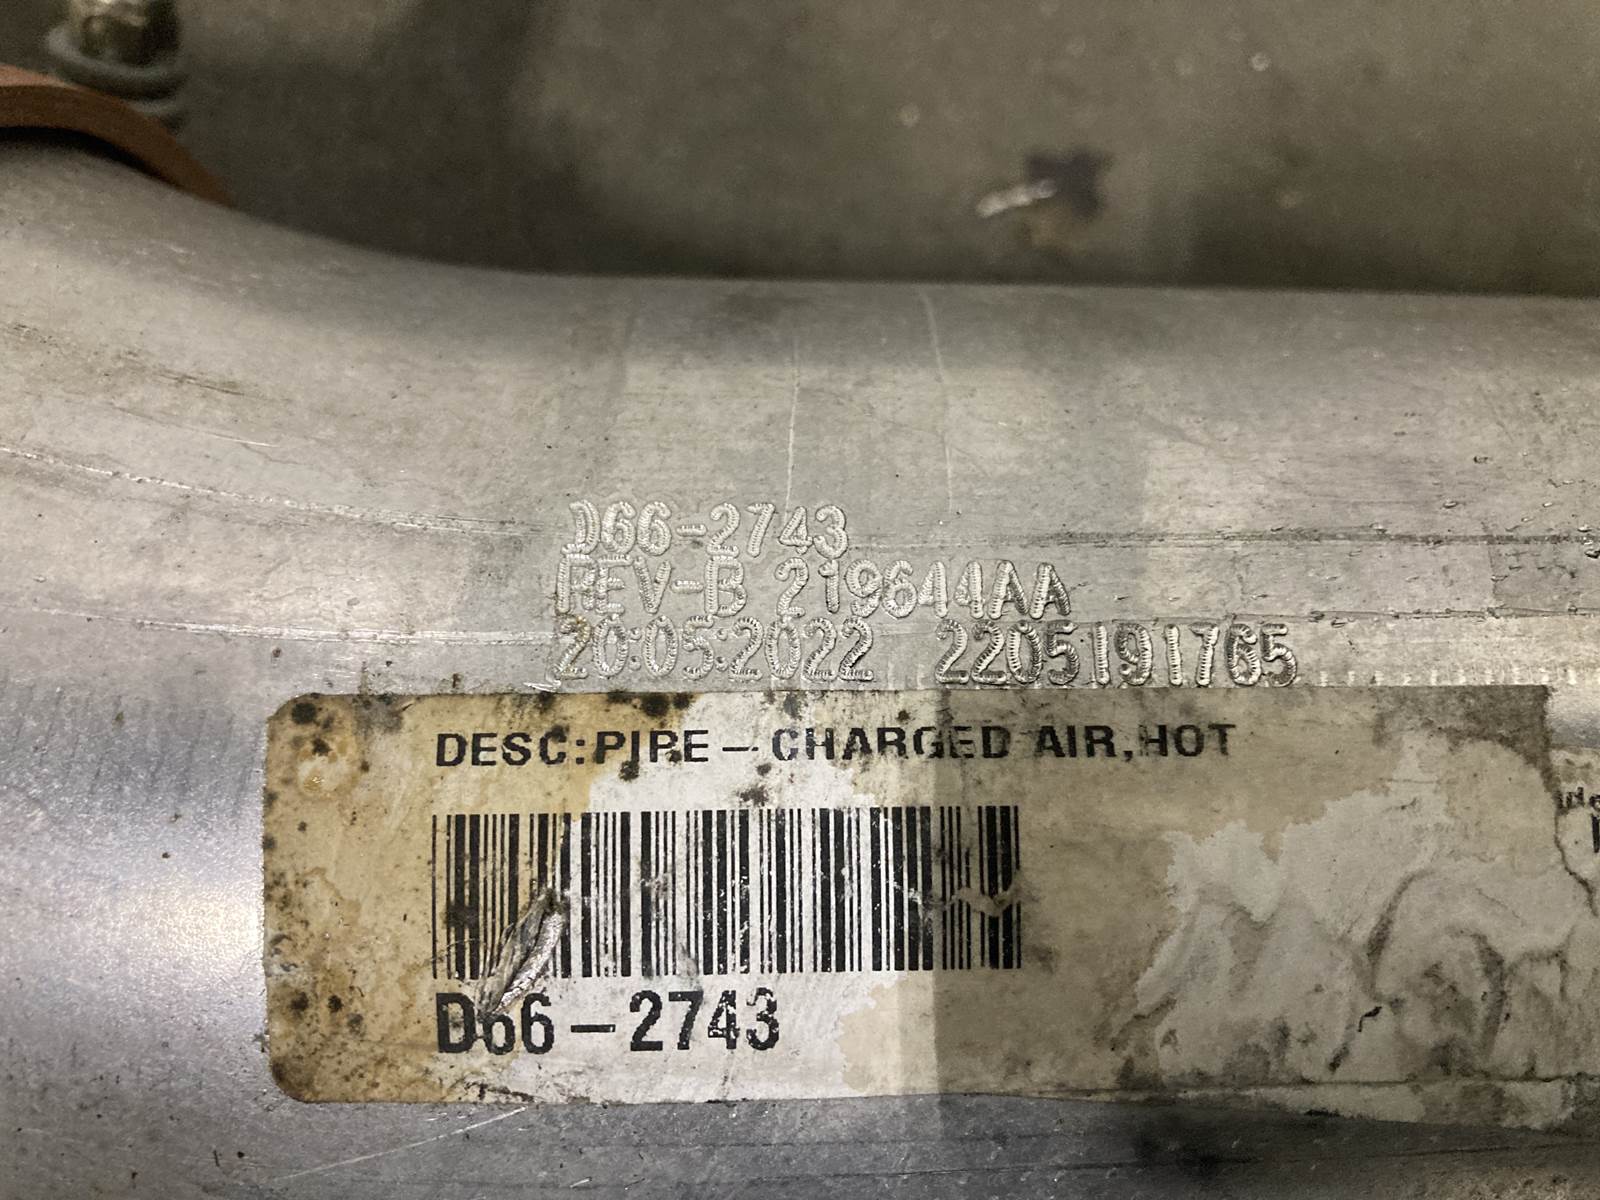 D66-2743
REV-B 219644AA
20:05:2022 2205191765
DESC:PIPE - CHARGED AIR,HOT
D66-2743